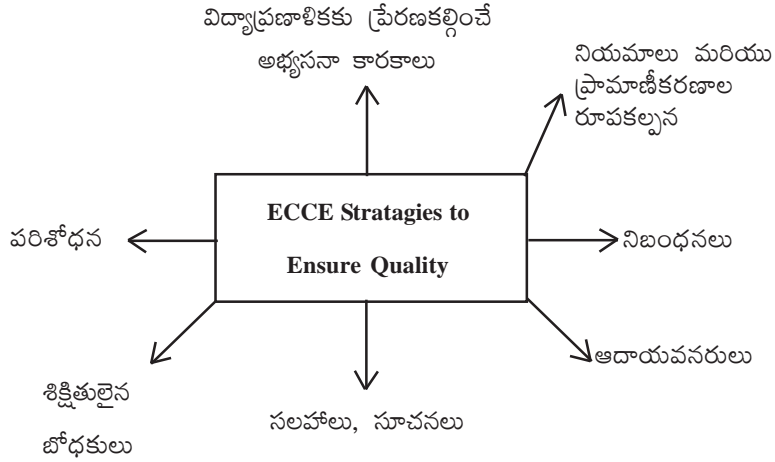 విద్యాప్రణాళికకు ప్రేరణకల్గించే
అభ్యసనా కారకాలు
నియమాలు మరియు
ప్రామాణీకరణాల
రూపకల్పన
ECCE Stratagies to
Ensure Quality
పరిశోధన
నిబంధనలు
ఆదాయవనరులు
శిక్షితులైన
బోధకులు
సలహాలు, సూచనలు